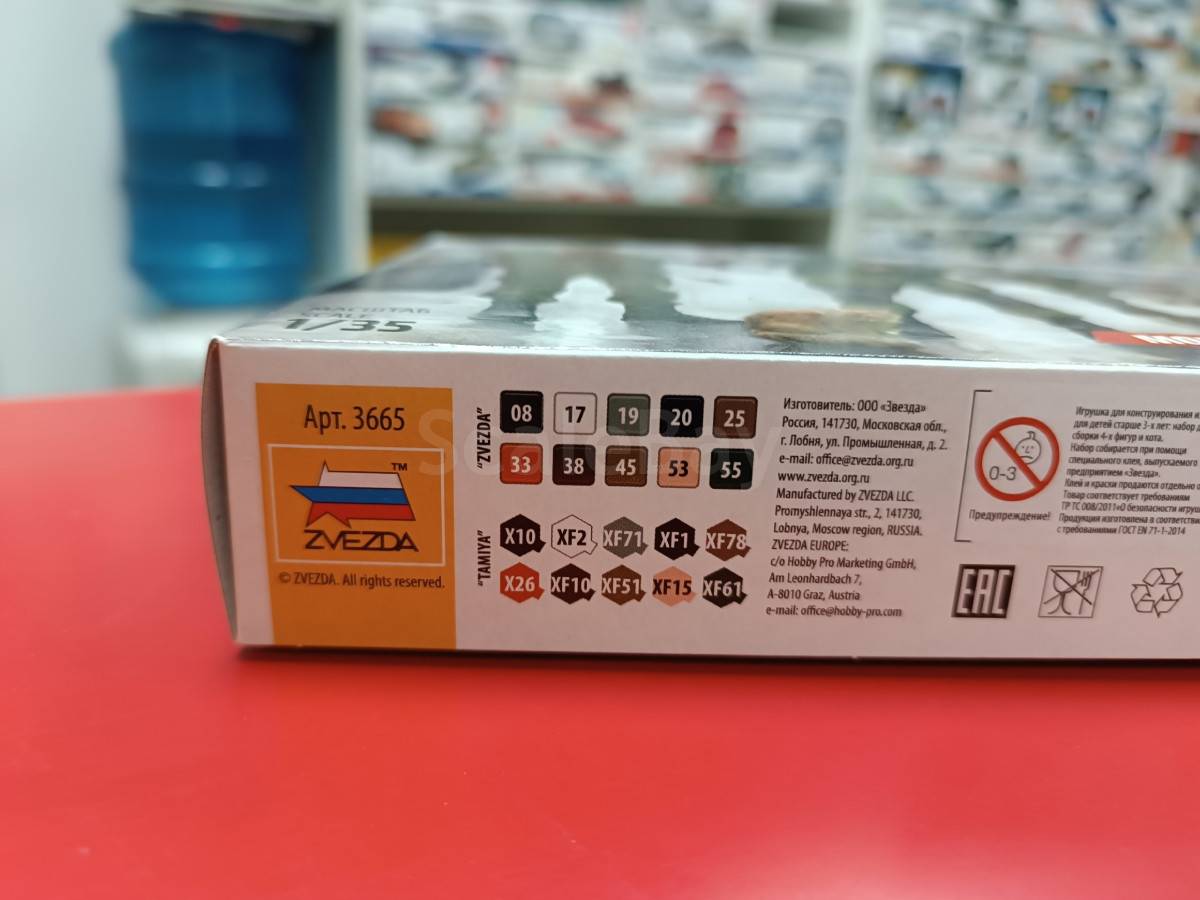 МАСШТАБ
SCALE
1/35
Арт. 3665
™
ZVEZDA
© ZVEZDA. All rights reserved.
"ZVEZDA"
08 17 19 20 25
33 38 45 53 55
"TAMIYA"
X10 XF2 XF71 XF1 XF78
X26 XF10 XF51 XF15 XF61
Изготовитель: ООО «Звезда»
Россия, 141730, Московская обл.,
г. Лобня, ул. Промышленная, д. 2.
e-mail: office@zvezda.org.ru
www.zvezda.org.ru
Manufactured by ZVEZDA LLC.
Promyshlennaya str., 2, 141730,
Lobnya, Moscow region, RUSSIA.
ZVEZDA EUROPE:
c/o Hobby Pro Marketing GmbH,
Am Leonhardbach 7,
A-8010 Graz, Austria
e-mail: office@hobby-pro.com
0-3
Предупреждение!
Игрушка для конструирования
для детей старше 3-х лет: набор
сборки 4-х фигур и кота.
Набор собирается при помощи
специального клея, выпускаемого
предприятием «Звезда».
Клей и краски продаются отдельно
Товар соответствует требованиям
ТР ТС 008/2011«О безопасности
Продукция изготовлена в
с требованиями ГОСТ EN 71-1-2014
EAC
ScaleBay